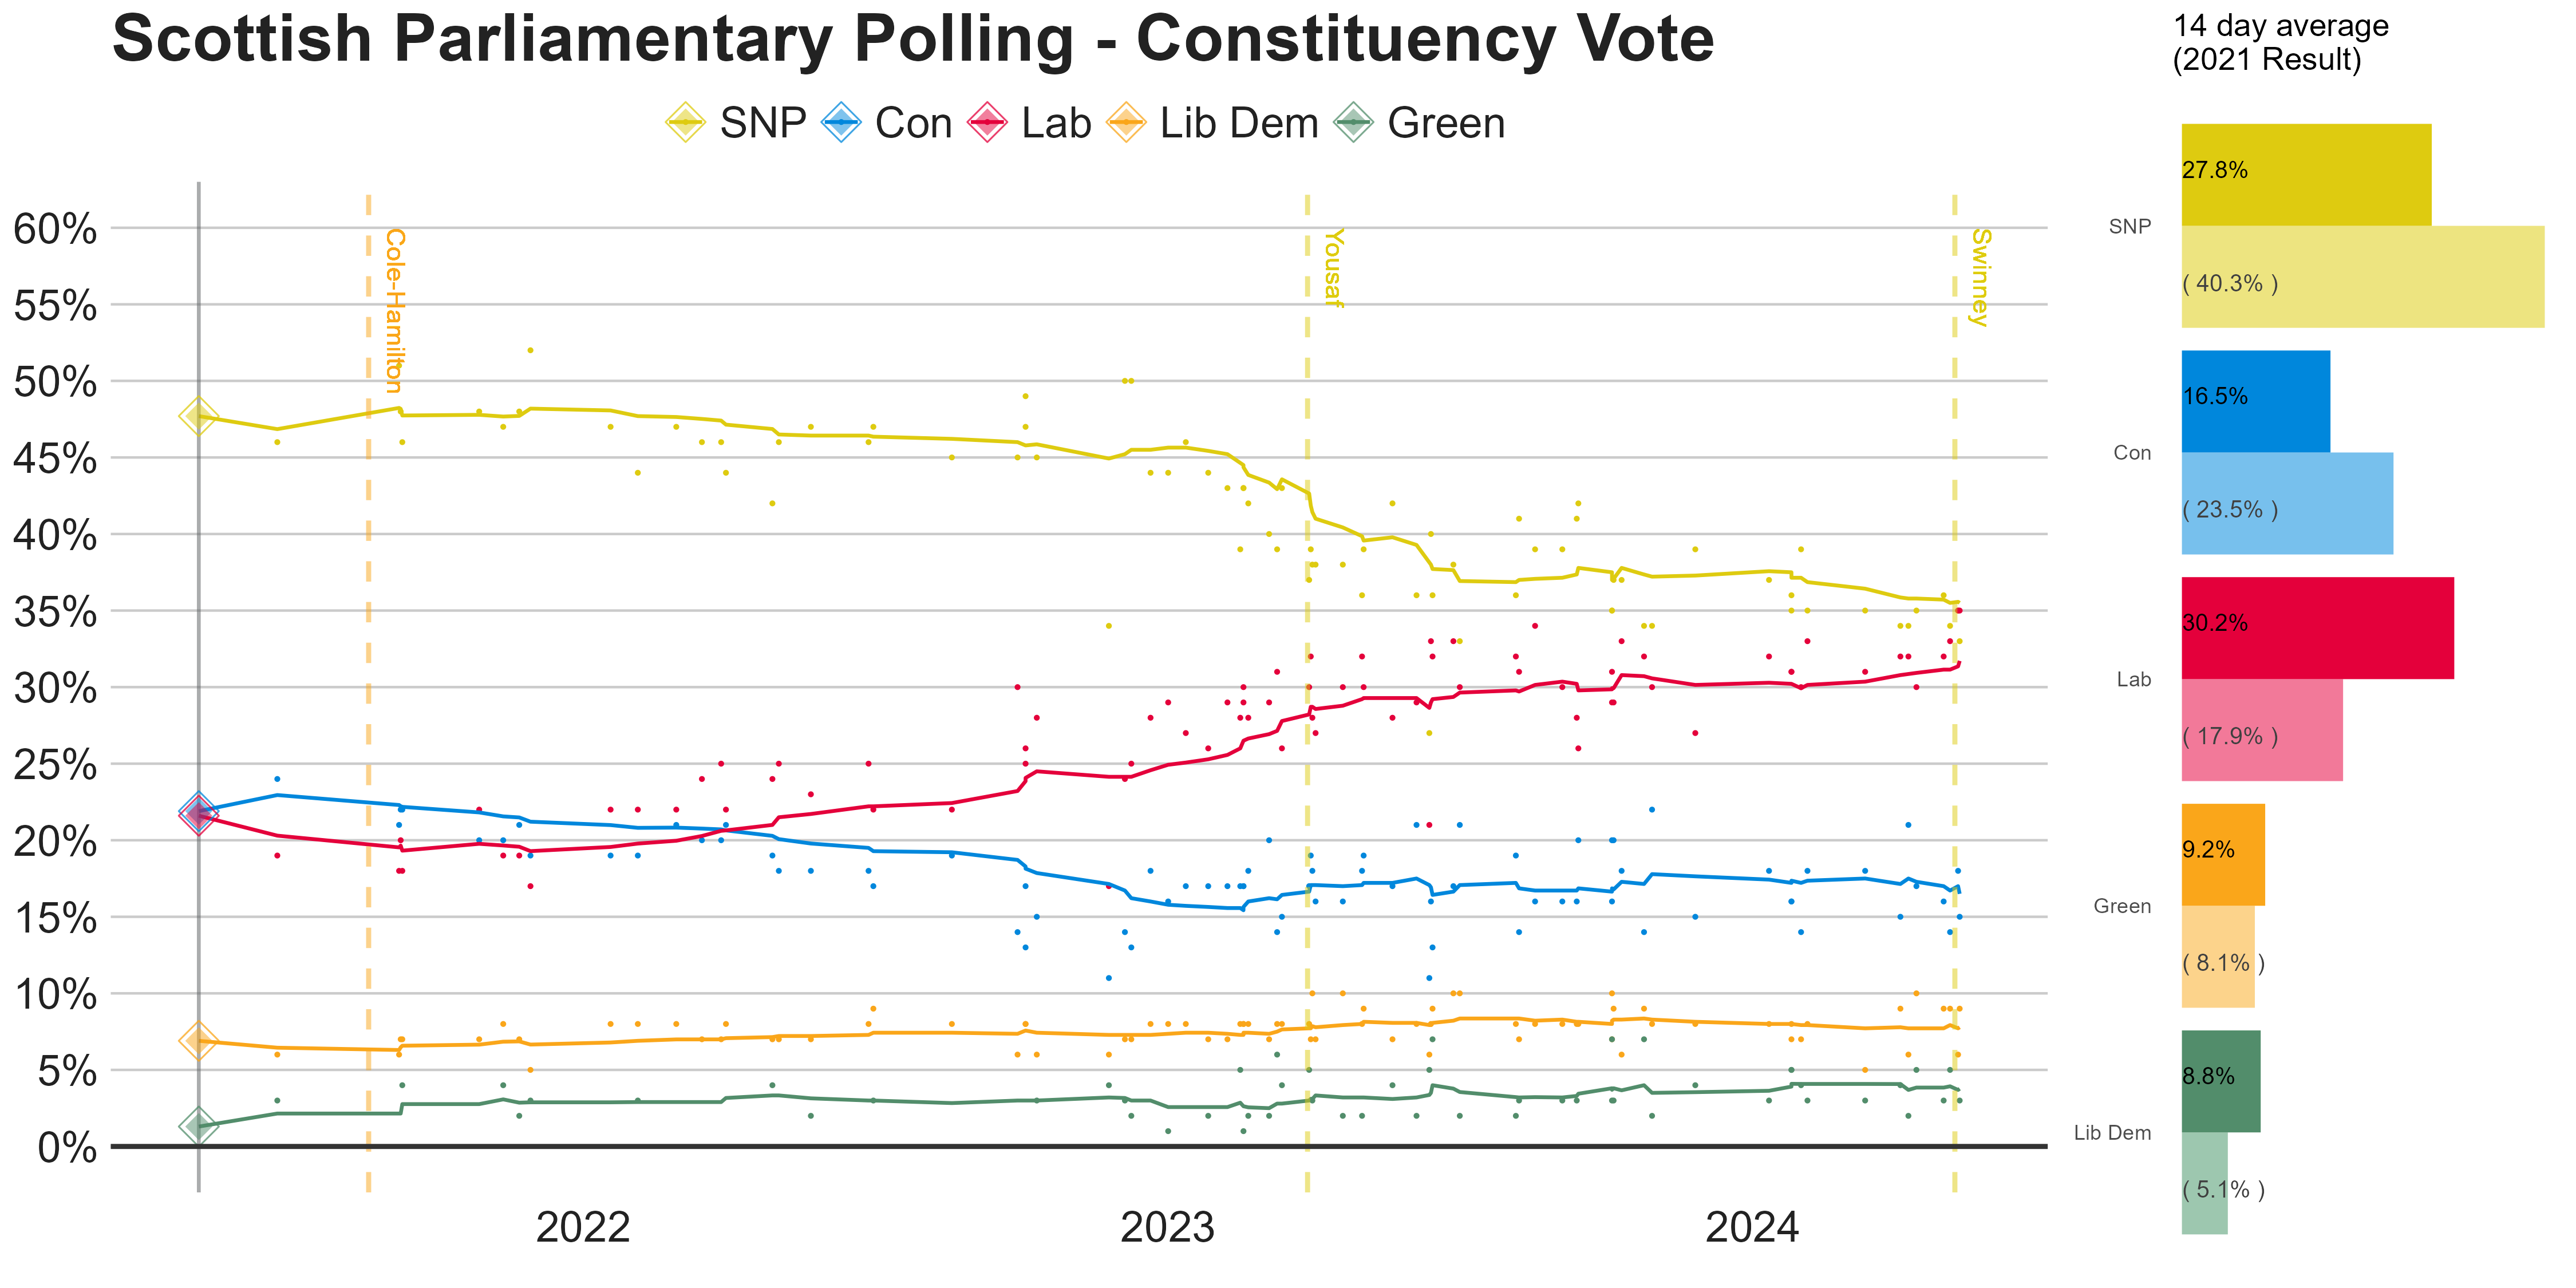 Scottish Parliamentary Polling - Constituency Vote
SNP Con Lab Lib Dem Green
60%
55%
50%
45%
40%
35%
30%
25%
20%
15%
10%
5%
0%
Cole-Hamilton
Yousaf
Swinney
2022 2023 2024
14 day average
(2021 Result)
SNP
27.8%
( 40.3% )
Con
16.5%
( 23.5% )
Lab
30.2%
( 17.9% )
Green
9.2%
( 8.1% )
Lib Dem
8.8%
( 5.1% )